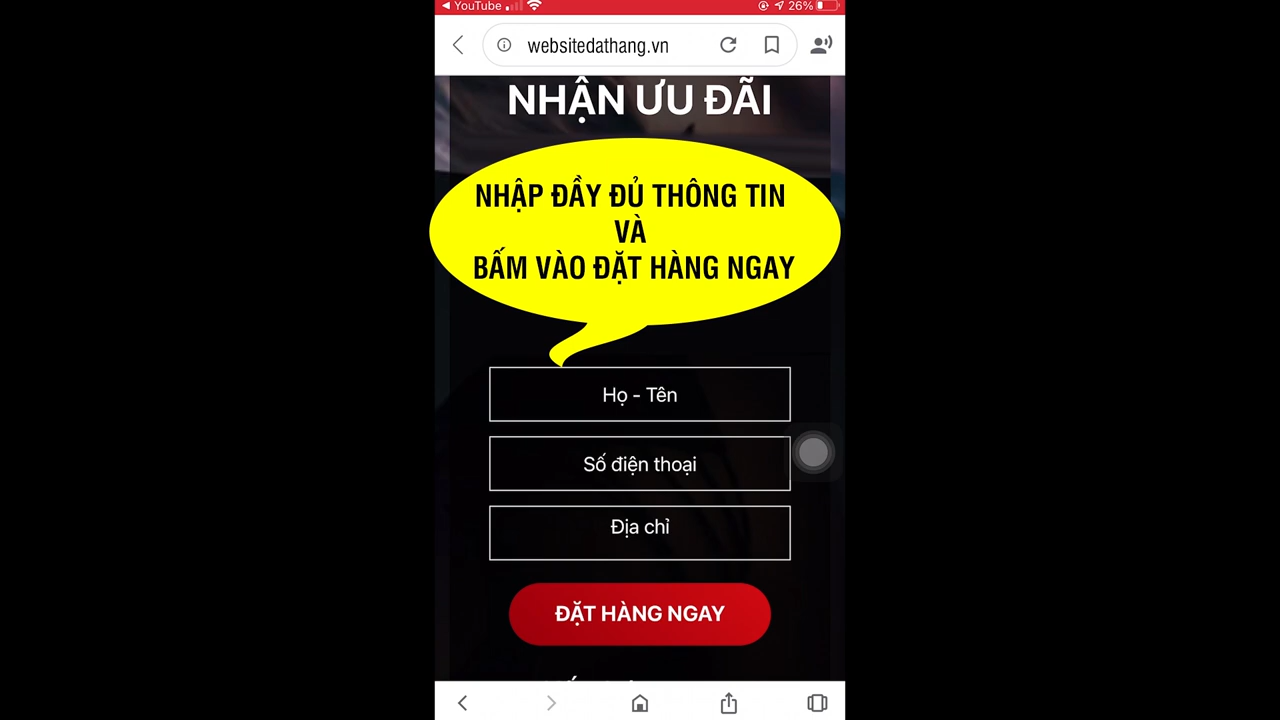 YouTube
26%
websitedathang.vn
NHẬN ƯU ĐÃI
NHẬP ĐẦY ĐỦ THÔNG TIN
VÀ
BẤM VÀO ĐẶT HÀNG NGAY
Họ - Tên
Số điện thoại
Địa chỉ
ĐẶT HÀNG NGAY